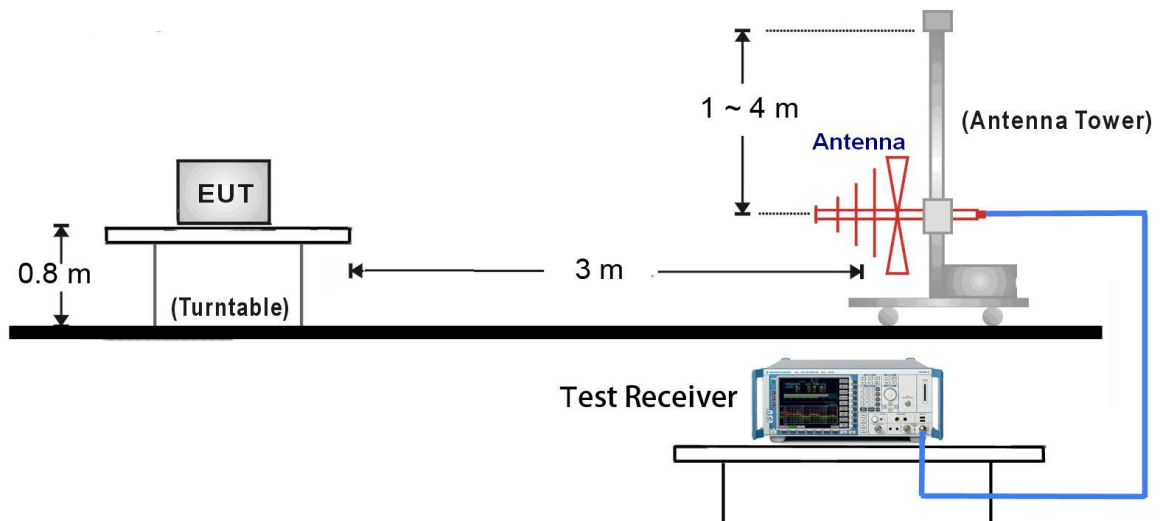 1 ~ 4 m
(Antenna Tower)
Antenna
EUT
0.8 m
3 m
(Turntable)
Test Receiver